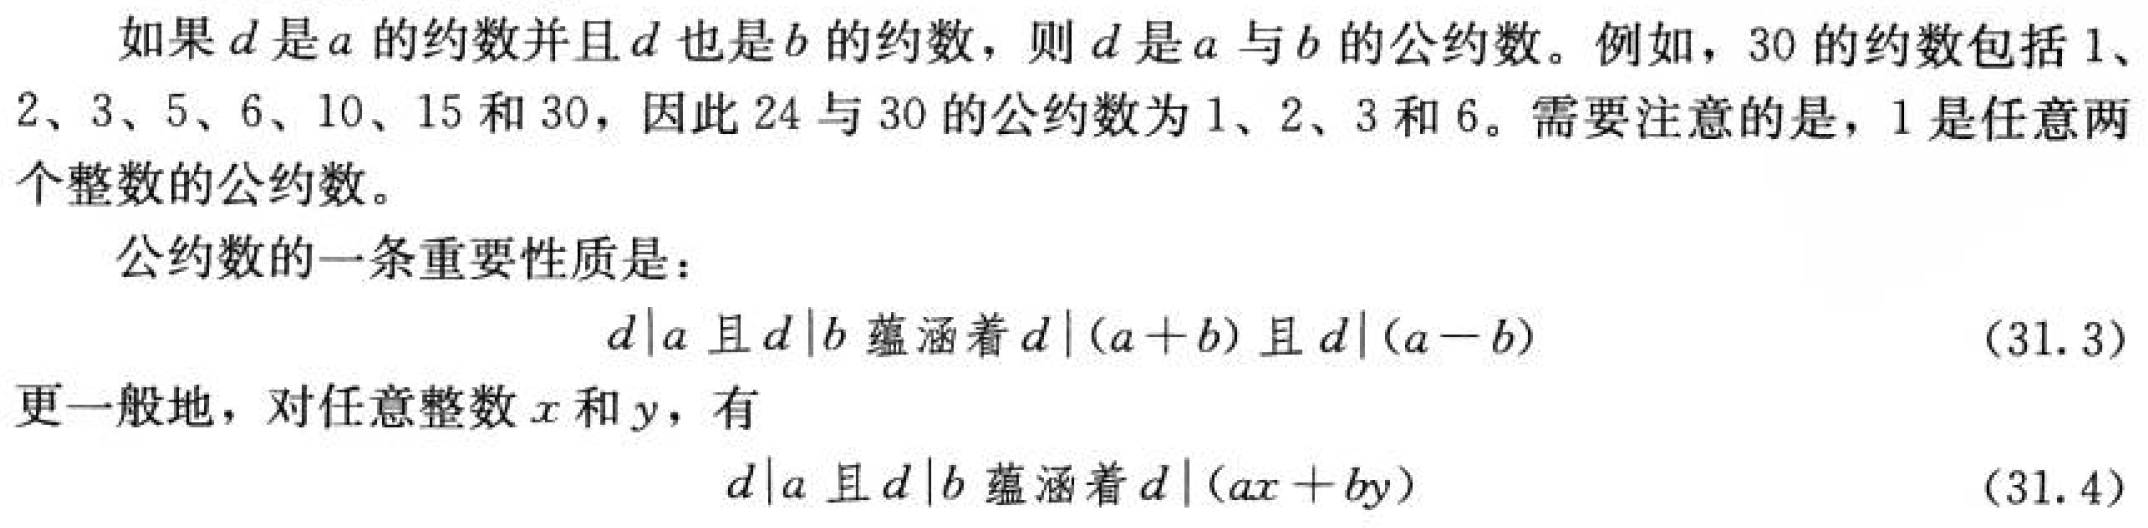 如果 d 是 a 的约数并且 d 也是 b 的约数，则 d 是 a 与 b 的公约数。例如，30 的约数包括 1、
2、3、5、6、10、15 和 30，因此 24 与 30 的公约数为 1、2、3 和 6。需要注意的是，1 是任意两
个整数的公约数。
公约数的一条重要性质是：
d|a 且 d|b 蕴涵着 d|(a+b) 且 d|(a-b) (31.3)
更一般地，对任意整数 x 和 y，有
d|a 且 d|b 蕴涵着 d|(ax+by) (31.4)